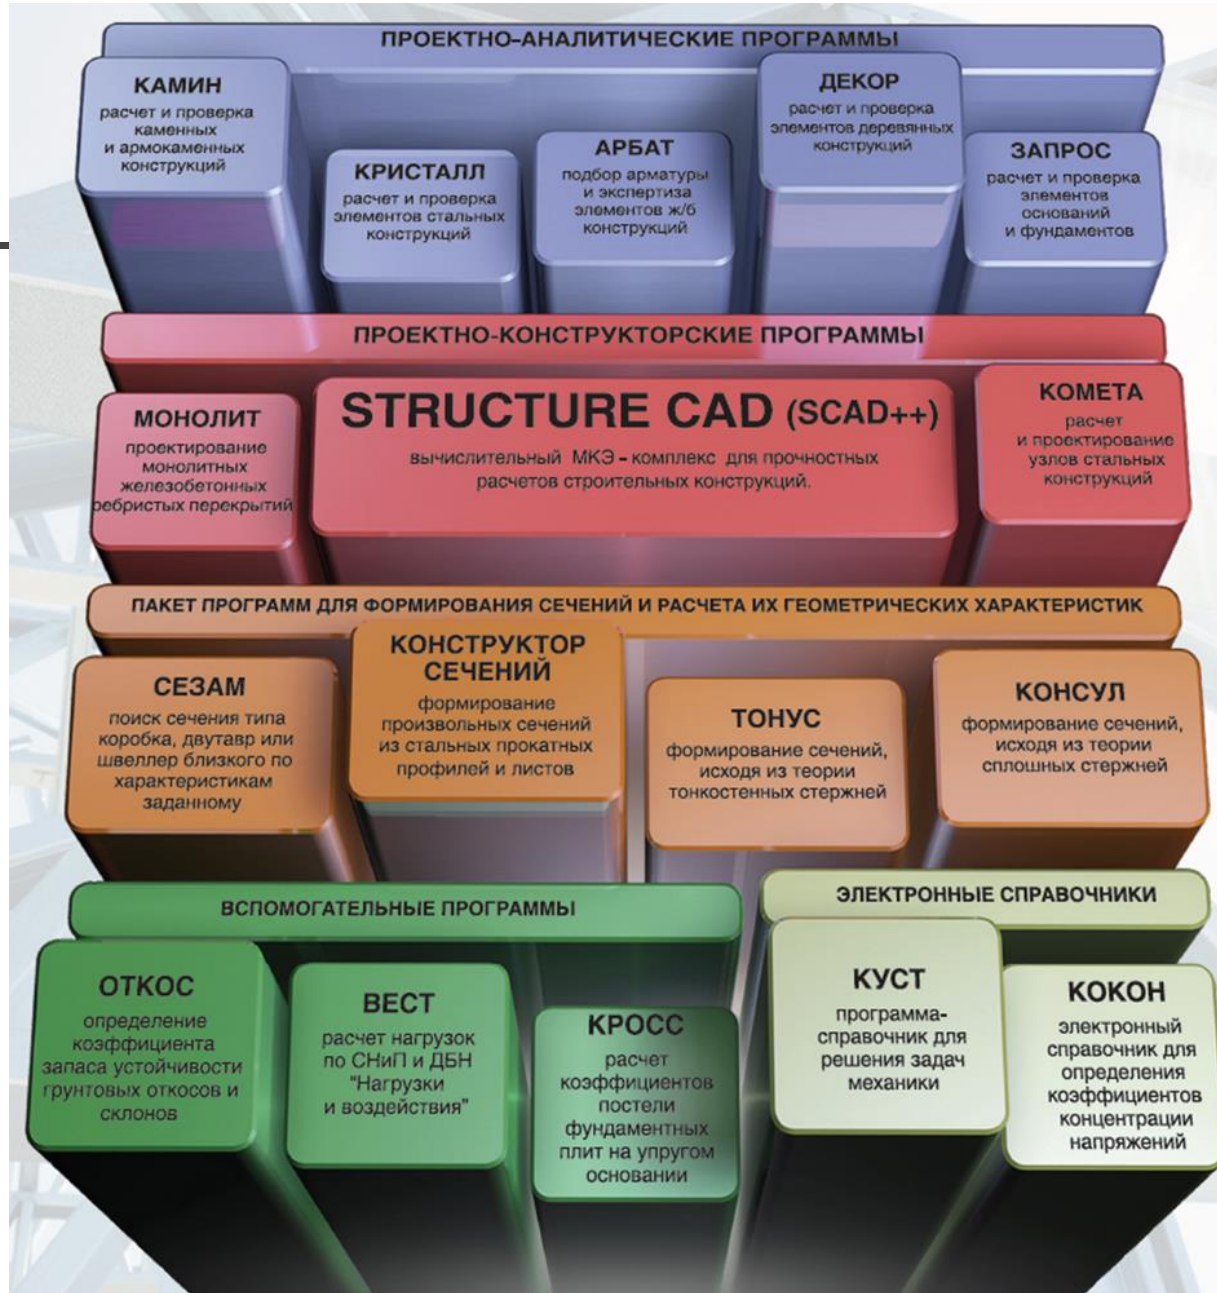 ПРОЕКТНО-АНАЛИТИЧЕСКИЕ ПРОГРАММЫ
КАМИН
расчет и проверка
каменных
и армокаменных
конструкций
КРИСТАЛЛ
расчет и проверка
элементов стальных
конструкций
АРБАТ
подбор арматуры
и экспертиза
элементов ж/б
конструкций
ДЕКОР
расчет и проверка
элементов деревянных
конструкций
ЗАПРОС
расчет и проверка
элементов
оснований
и фундаментов
ПРОЕКТНО-КОНСТРУКТОРСКИЕ ПРОГРАММЫ
МОНОЛИТ
проектирование
монолитных
железобетонных
ребристых перекрытий
STRUCTURE CAD (SCAD++)
вычислительный МКЭ – комплекс для прочностных
расчетов строительных конструкций.
КОМЕТА
расчет
и проектирование
узлов стальных
конструкций
ПАКЕТ ПРОГРАММ ДЛЯ ФОРМИРОВАНИЯ СЕЧЕНИЙ И РАСЧЕТА ИХ ГЕОМЕТРИЧЕСКИХ ХАРАКТЕРИСТИК
СЕЗАМ
поиск сечения типа
коробка, двутавр или
швеллер близкого по
характеристикам
заданному
КОНСТРУКТОР
СЕЧЕНИЙ
формирование
произвольных сечений
из стальных прокатных
профилей и листов
ТОНУС
формирование сечений,
исходя из теории
тонкостенных стержней
КОНСУЛ
формирование сечений,
исходя из теории
сплошных стержней
ВСПОМОГАТЕЛЬНЫЕ ПРОГРАММЫ
ОТКОС
определение
коэффициента
запаса устойчивости
грунтовых откосов и
склонов
ВЕСТ
расчет нагрузок
по СНиП и ДБН
"Нагрузки
и воздействия"
КРОСС
расчет
коэффициентов
постели
фундаментных
плит на упругом
основании
ЭЛЕКТРОННЫЕ СПРАВОЧНИКИ
КУСТ
программа-
справочник для
решения задач
механики
КОКОН
электронный
справочник для
определения
коэффициентов
концентрации
напряжений